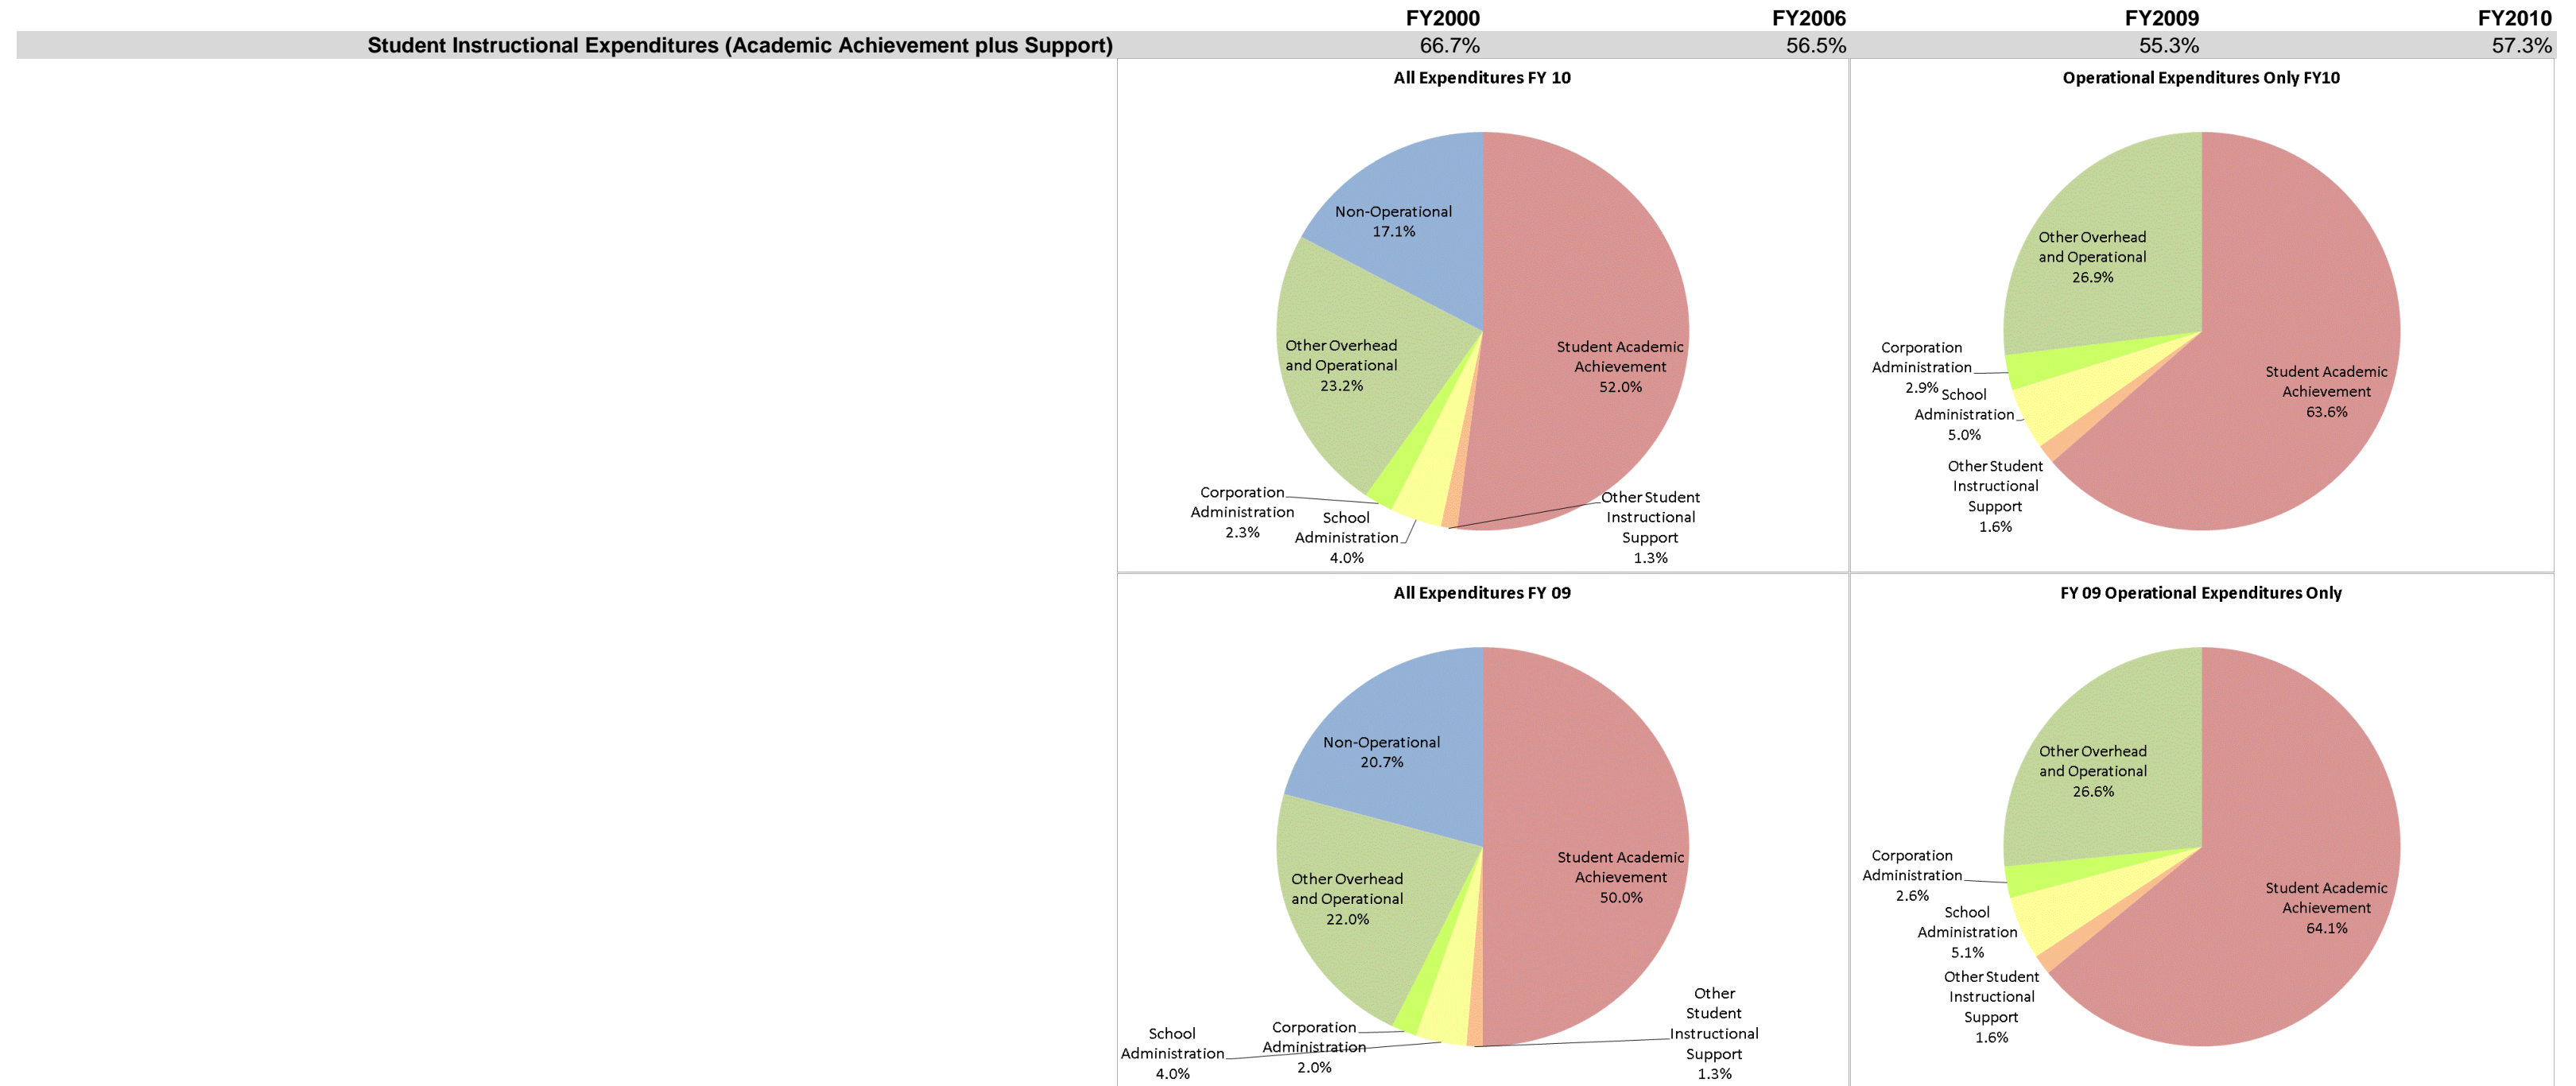 FY2000 FY2006 FY2009 FY2010
Student Instructional Expenditures (Academic Achievement plus Support) 66.7% 56.5% 55.3% 57.3%
All Expenditures FY 10
Non-Operational
17.1%
Other Overhead
and Operational
23.2%
Student Academic
Achievement
52.0%
Corporation
Administration
2.3%
School
Administration
4.0%
Other Student
Instructional
Support
1.3%
Operational Expenditures Only FY10
Other Overhead
and Operational
26.9%
Corporation
Administration
2.9%
School
Administration
5.0%
Other Student
Instructional
Support
1.6%
Student Academic
Achievement
63.6%
All Expenditures FY 09
Non-Operational
20.7%
Other Overhead
and Operational
22.0%
Student Academic
Achievement
50.0%
School
Administration
4.0%
Corporation
Administration
2.0%
Other
Student
Instructional
Support
1.3%
FY 09 Operational Expenditures Only
Other Overhead
and Operational
26.6%
Corporation
Administration
2.6%
School
Administration
5.1%
Other Student
Instructional
Support
1.6%
Student Academic
Achievement
64.1%